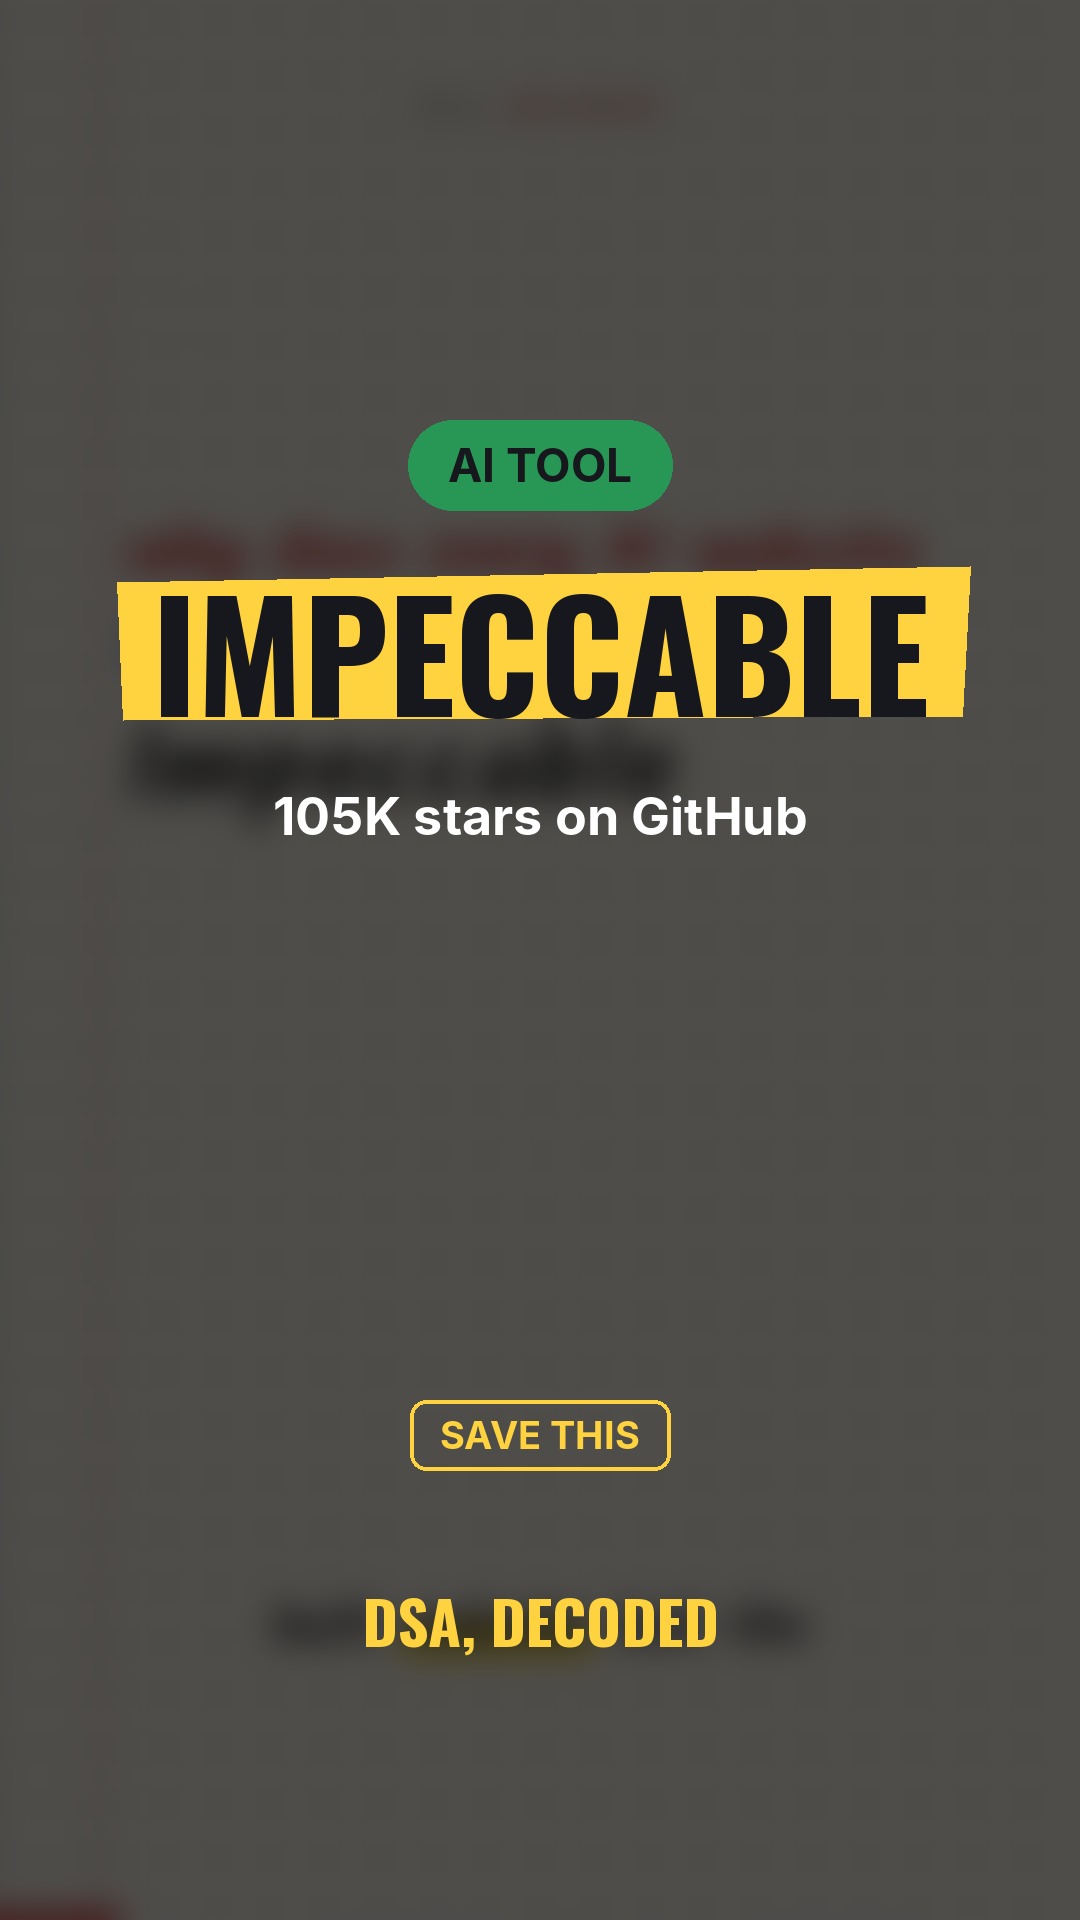 AI TOOL
IMPECCABLE
105K stars on GitHub
SAVE THIS
DSA, DECODED